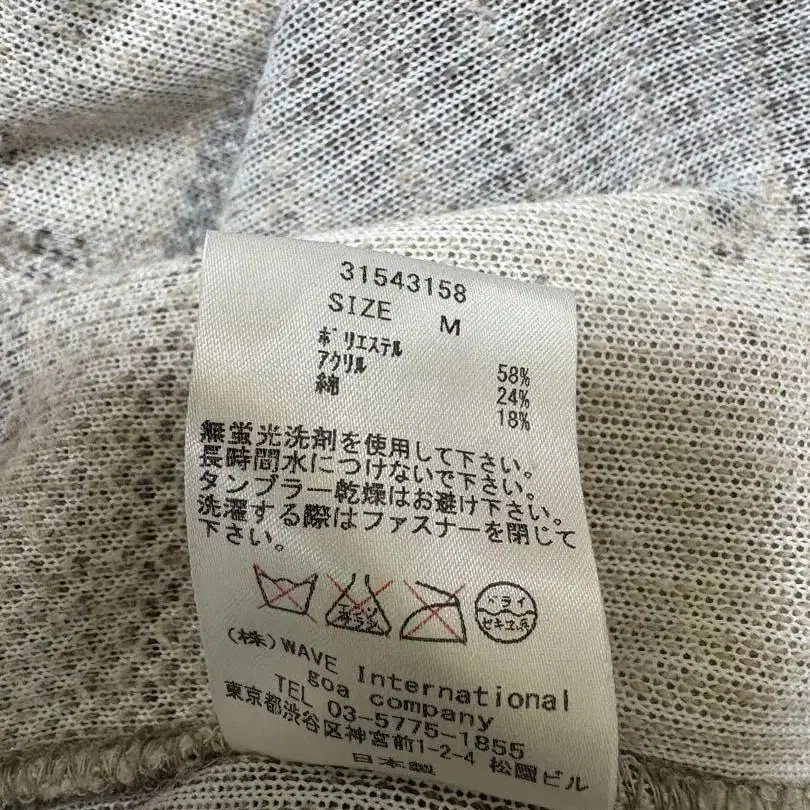 31543158
SIZE M
ポリエステル 58%
アクリル 24%
綿 18%
無蛍光洗剤を使用して下さい。
長時間水につけないで下さい。
タンブラー乾燥はお避け下さい。
洗濯する際はファスナーを閉じて
下さい。
エンソ サラシ ドライ セキユ系
(株)WAVE International
goa company
TEL 03-5775-1855
東京都渋谷区神宮前1-2-4 松國ビル
日本製